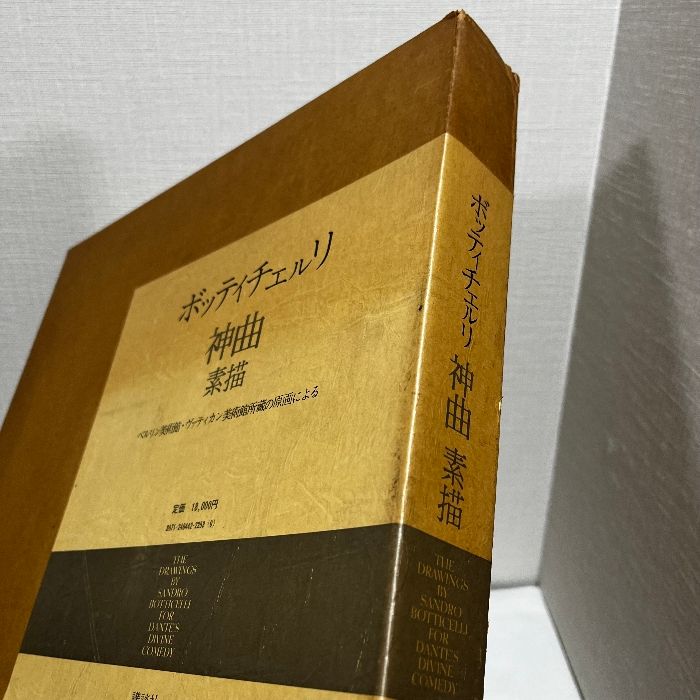 ボッティチェルリ
神曲
素描
ベルリン美術館・ヴァティカン美術館所蔵の原画による
定価 18,000円
THE
DRAWINGS
BY
SANDRO
BOTTICELLI
FOR
DANTE'S
DIVINE
COMEDY
ボッティチェルリ 神曲 素描
THE
DRAWINGS
BY
SANDRO
BOTTICELLI
FOR
DANTE'S
DIVINE
COMEDY